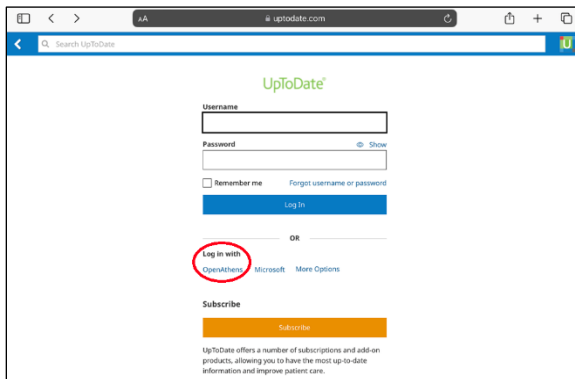 AA uptodate.com
Search UpToDate
UpToDate®
Username
Password Show
Remember me Forgot username or password
Log In
OR
Log in with
OpenAthens Microsoft More Options
Subscribe
Subscribe
UpToDate offers a number of subscriptions and add-on
products, allowing you to have the most up-to-date
information and improve patient care.